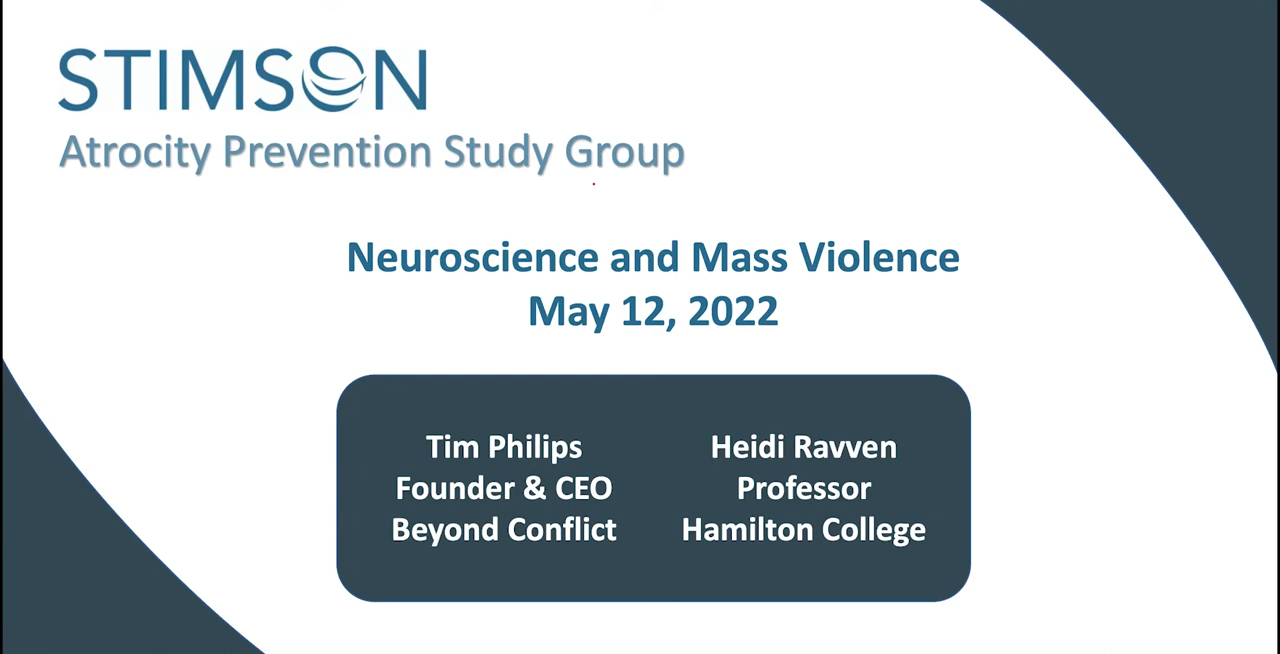 STIMSON
Atrocity Prevention Study Group
Neuroscience and Mass Violence
May 12, 2022
Tim Philips
Founder & CEO
Beyond Conflict
Heidi Ravven
Professor
Hamilton College